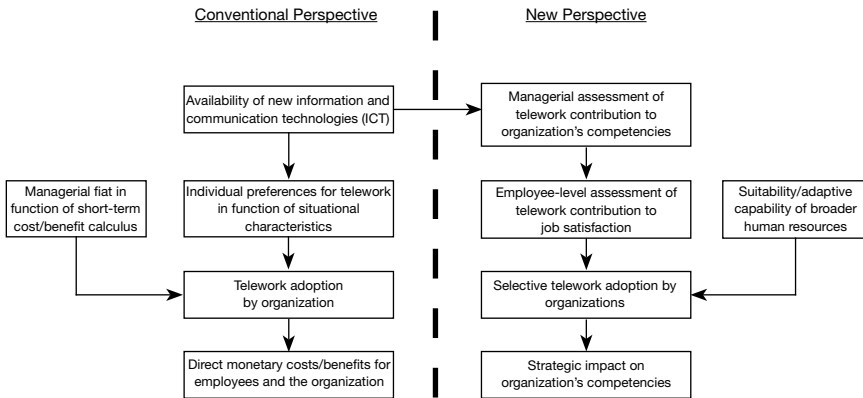 Conventional Perspective
New Perspective
Availability of new information and
communication technologies (ICT)
Managerial assessment of
telework contribution to
organization's competencies
Managerial fiat in
function of short-term
cost/benefit calculus
Individual preferences for telework
in function of situational
characteristics
Employee-level assessment of
telework contribution to
job satisfaction
Suitability/adaptive
capability of broader
human resources
Telework adoption
by organization
Selective telework adoption by
organizations
Direct monetary costs/benefits for
employees and the organization
Strategic impact on
organization's competencies